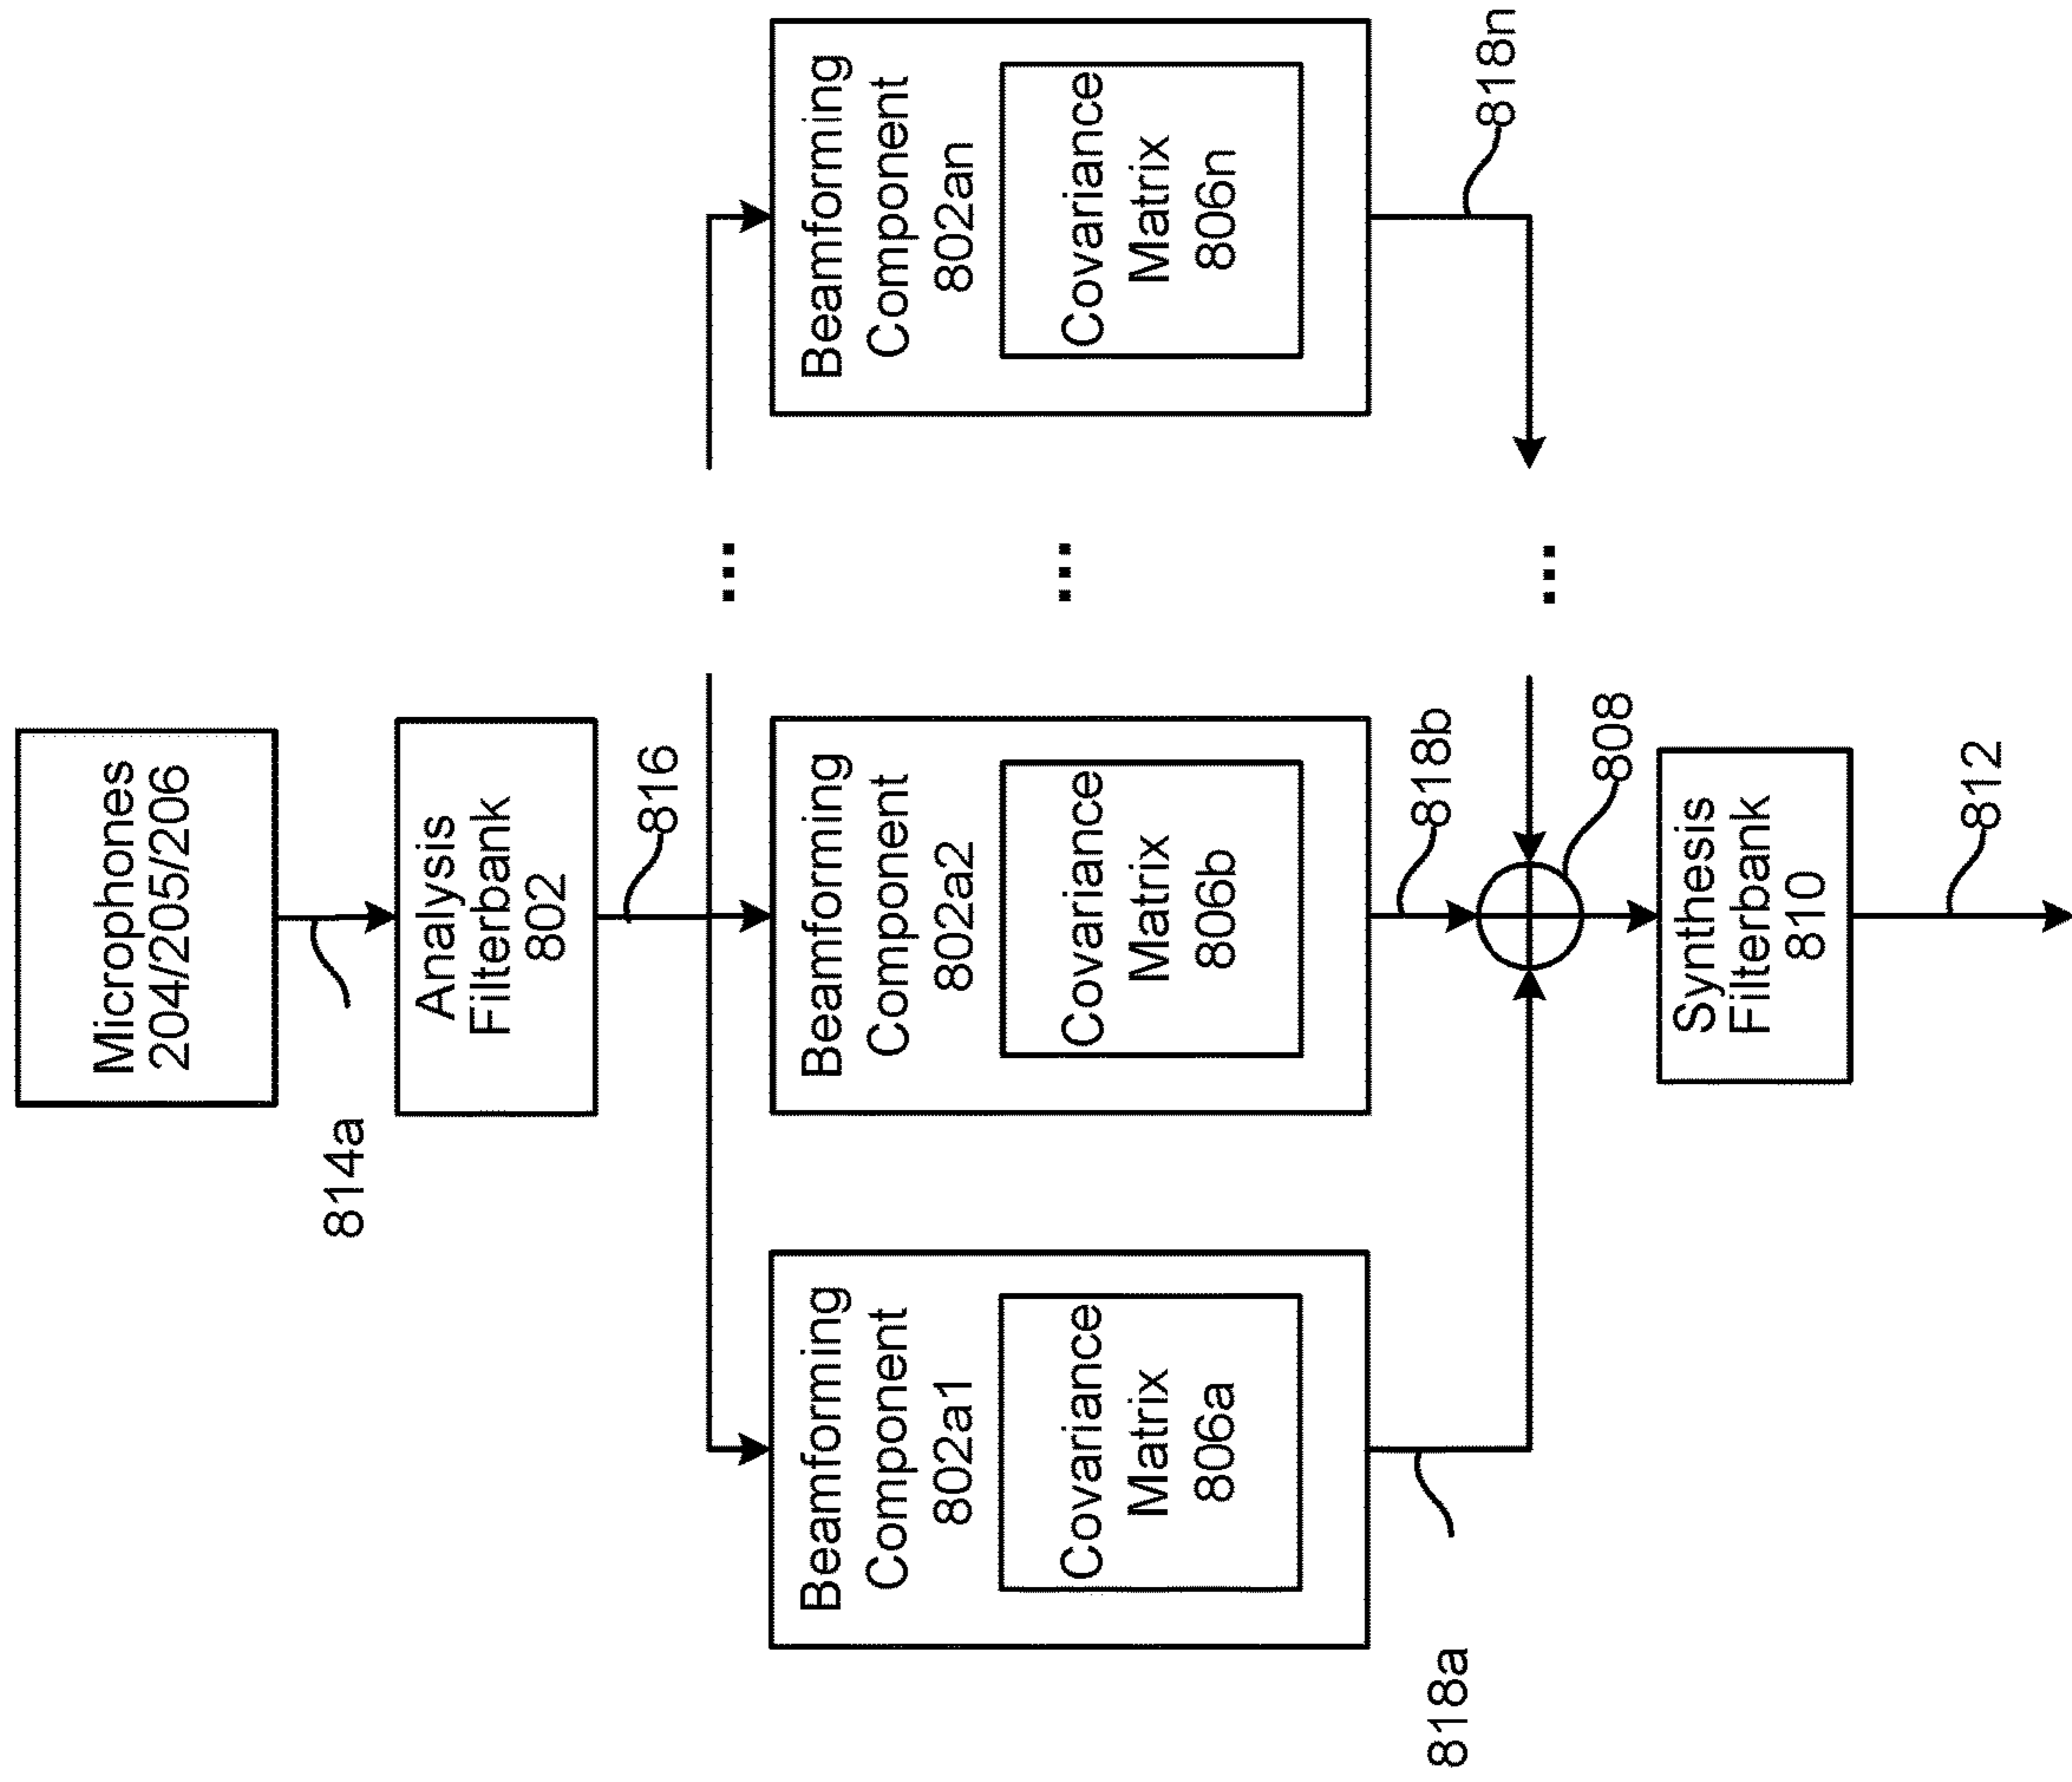 Microphones
204/205/206
814a
Analysis
Filterbank
802
816
Beamforming
Component
802a1
Covariance
Matrix
806a
Beamforming
Component
802a2
Covariance
Matrix
806b
...
...
...
Beamforming
Component
802an
Covariance
Matrix
806n
818a
818b
818n
808
Synthesis
Filterbank
810
812